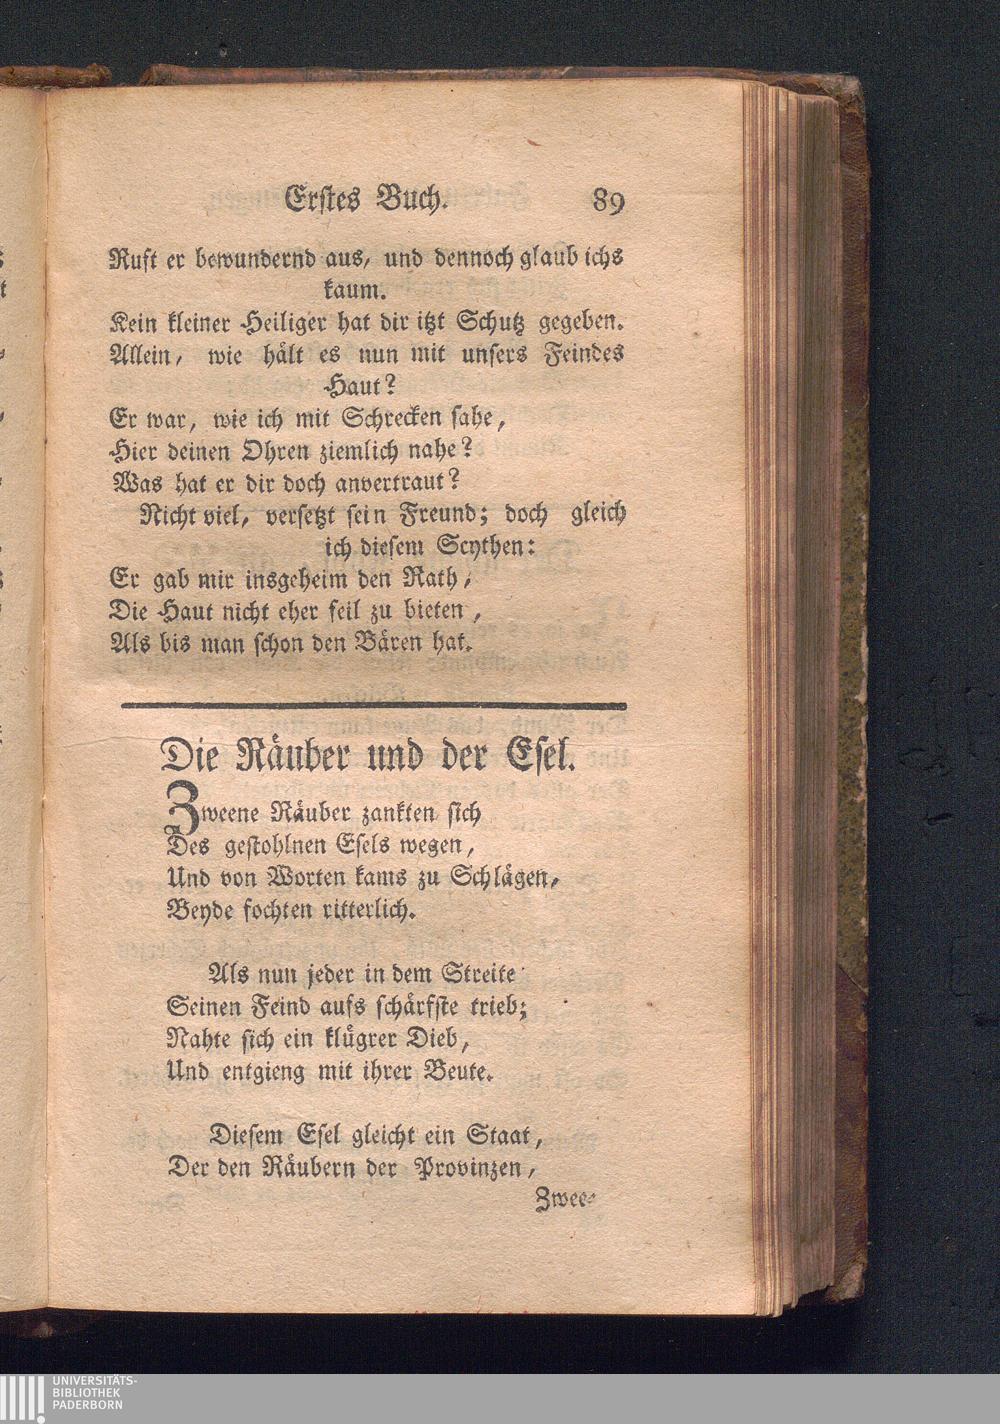 Erstes Buch. 89
Ruft er bewundernd aus, und dennoch glaub ichs
kaum.
Kein kleiner Heiliger hat dir itzt Schutz gegeben.
Allein, wie hält es nun mit unsers Feindes
Haut?
Er war, wie ich mit Schrecken sahe,
Hier deinen Ohren ziemlich nahe?
Was hat er dir doch anvertraut?
Nicht viel, versetzt sein Freund; doch gleich
ich diesem Scythen:
Er gab mir insgeheim den Rath,
Die Haut nicht eher feil zu bieten,
Als bis man schon den Bären hat.
Die Räuber und der Esel.
Zweene Räuber zankten sich
Des gestohlnen Esels wegen,
Und von Worten kams zu Schlägen,
Beyde fochten ritterlich.
Als nun jeder in dem Streite
Seinen Feind aufs schärfste trieb;
Nahte sich ein klügrer Dieb,
Und entgieng mit ihrer Beute.
Diesem Esel gleicht ein Staat,
Der den Räubern der Provinzen,
Zwee-
UNIVERSITÄTS-
BIBLIOTHEK
PADERBORN